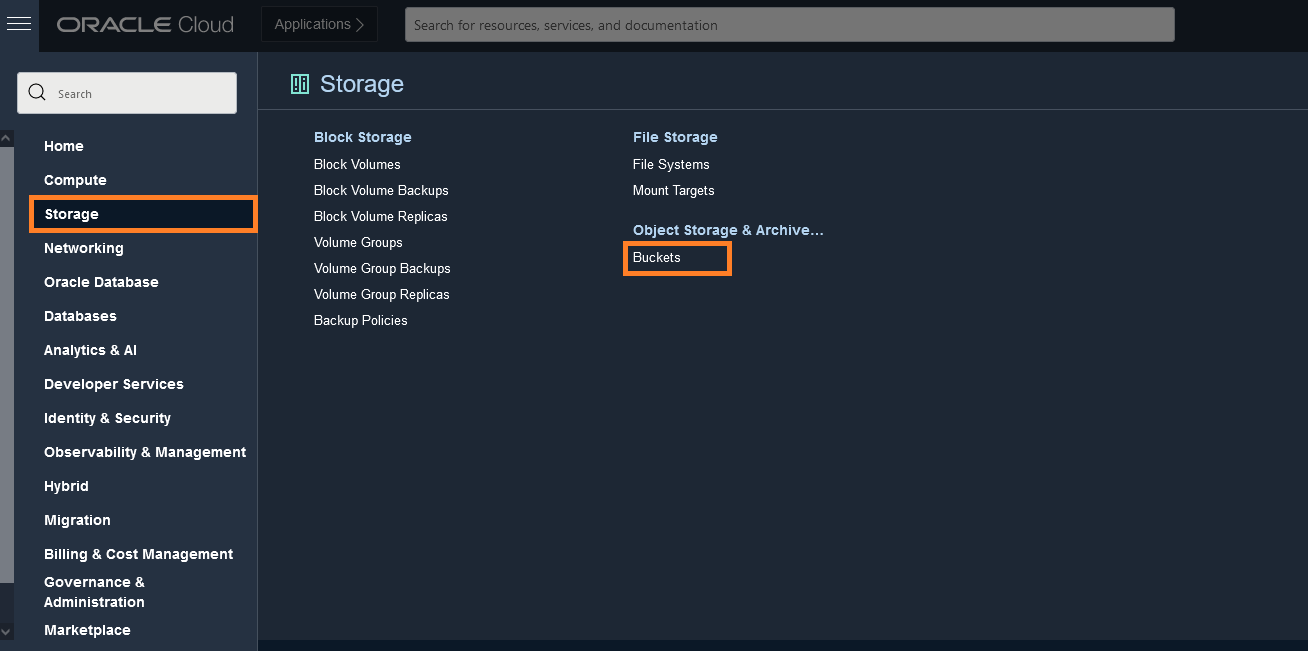 ORACLE Cloud
Applications
Search for resources, services, and documentation
Search
Home
Compute
Storage
Networking
Oracle Database
Databases
Analytics & AI
Developer Services
Identity & Security
Observability & Management
Hybrid
Migration
Billing & Cost Management
Governance &
Administration
Marketplace
Storage
Block Storage
Block Volumes
Block Volume Backups
Block Volume Replicas
Volume Groups
Volume Group Backups
Volume Group Replicas
Backup Policies
File Storage
File Systems
Mount Targets
Object Storage & Archive...
Buckets